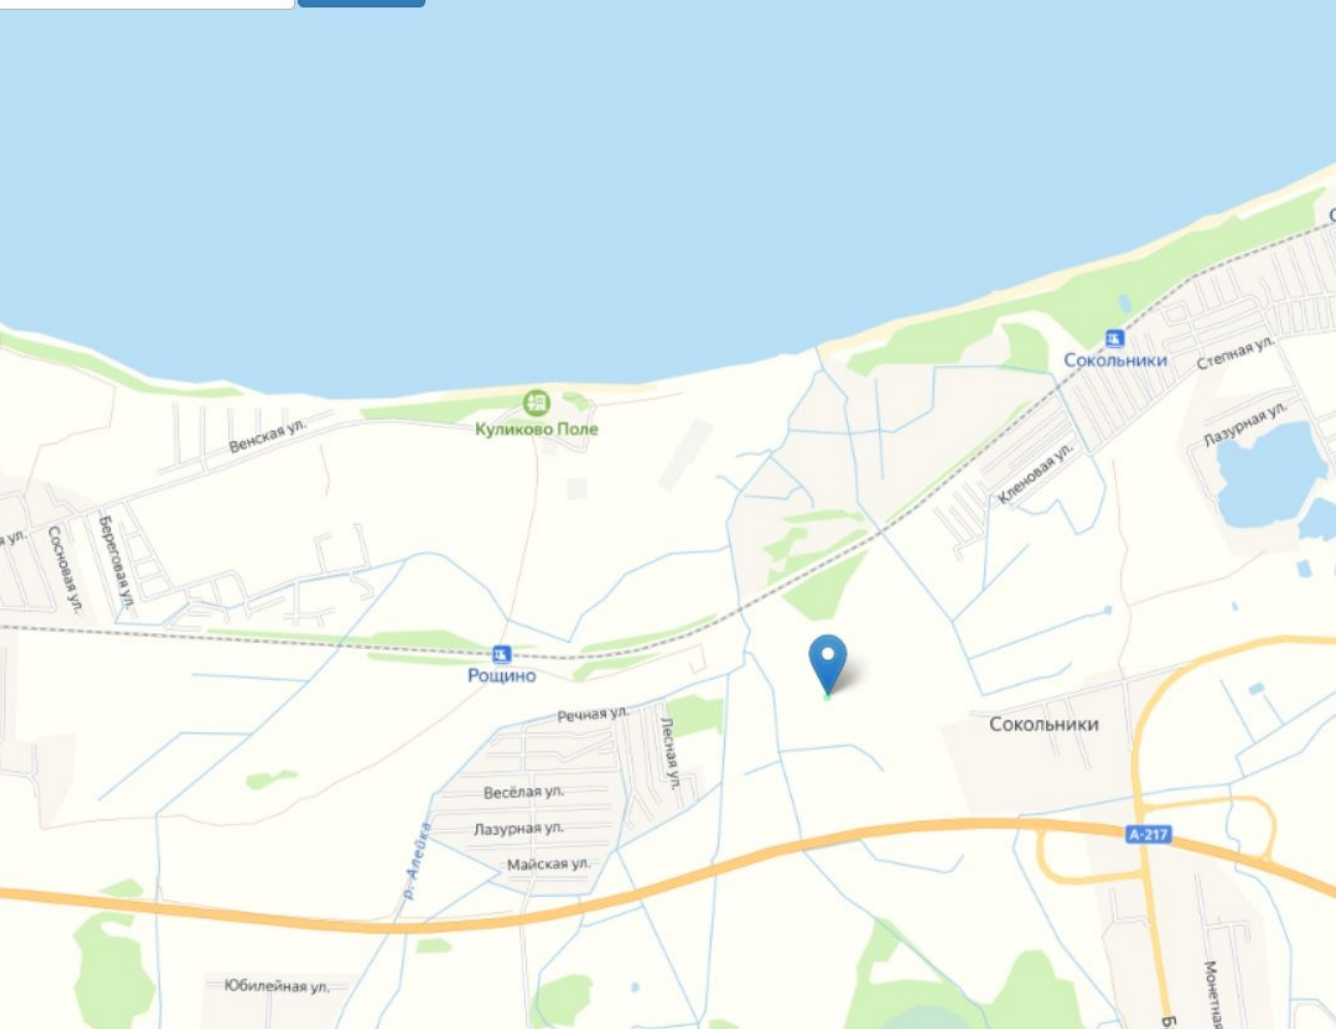 Сокольники
Степная ул.
Куликово Поле
Венская ул.
Лазурная ул.
Кленовая ул.
Сосновая ул.
Береговая ул.
Рощино
Речная ул.
Лесная ул.
Сокольники
Весёлая ул.
Лазурная ул.
А-217
р. Алейка
Майская ул.
Юбилейная ул.